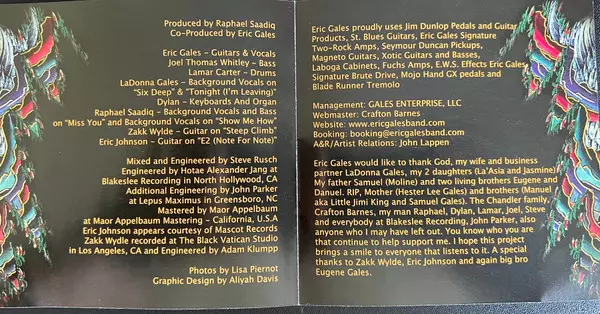 Produced by Raphael Saadiq
Co-Produced by Eric Gales
Eric Gales – Guitars & Vocals
Joel Thomas Whitley – Bass
Lamar Carter – Drums
LaDonna Gales – Background Vocals on
"Six Deep" & "Tonight (I'm Leaving)"
Dylan – Keyboards And Organ
Raphael Saadiq – Background Vocals and Bass
on "Miss You" and Background Vocals on "Show Me How"
Zakk Wylde – Guitar on "Steep Climb"
Eric Johnson – Guitar on "E2 (Note For Note)"
Mixed and Engineered by Steve Rusch
Engineered by Hotae Alexander Jang at
Blakeslee Recording in North Hollywood, CA
Additional Engineering by John Parker
at Lepus Maximus in Greensboro, NC
Mastered by Maor Appelbaum
at Maor Appelbaum Mastering – California, U.S.A
Eric Johnson appears courtesy of Mascot Records
Zakk Wydle recorded at The Black Vatican Studio
in Los Angeles, CA and Engineered by Adam Klumpp
Photos by Lisa Piernot
Graphic Design by Aliyah Davis
Eric Gales proudly uses Jim Dunlop Pedals and Guitar
Products, St. Blues Guitars, Eric Gales Signature
Two-Rock Amps, Seymour Duncan Pickups,
Magneto Guitars, Xotic Guitars and Basses,
Laboga Cabinets, Fuchs Amps, E.W.S. Effects Eric Gales
Signature Brute Drive, Mojo Hand GX pedals and
Blade Runner Tremolo
Management: GALES ENTERPRISE, LLC
Webmaster: Crafton Barnes
Website: www.ericgalesband.com
Booking: booking@ericgalesband.com
A&R/Artist Relations: John Lappen
Eric Gales would like to thank God, my wife and business
partner LaDonna Gales, my 2 daughters (La'Asia and Jasmine)
My father Samuel (Moline) and two living brothers Eugene and
Danuel. RIP, Mother (Hester Lee Gales) and brothers (Manuel
aka Little Jimi King and Samuel Gales). The Chandler family,
Crafton Barnes, my man Raphael, Dylan, Lamar, Joel, Steve
and everybody at Blakeslee Recording, John Parker, also
anyone who I may have left out. You know who you are
that continue to help support me. I hope this project
brings a smile to everyone that listens to it. A special
thanks to Zakk Wylde, Eric Johnson and again big bro
Eugene Gales.